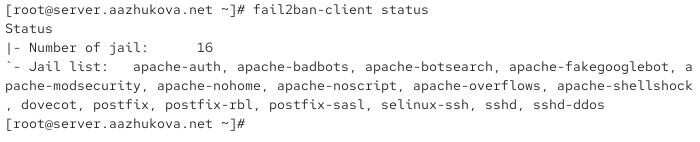 [root@server.aazhukova.net ~]# fail2ban-client status
Status
|- Number of jail:      16
`- Jail list:   apache-auth, apache-badbots, apache-botsearch, apache-fakegooglebot, a
pache-modsecurity, apache-nohome, apache-noscript, apache-overflows, apache-shellshock
, dovecot, postfix, postfix-rbl, postfix-sasl, selinux-ssh, sshd, sshd-ddos
[root@server.aazhukova.net ~]#